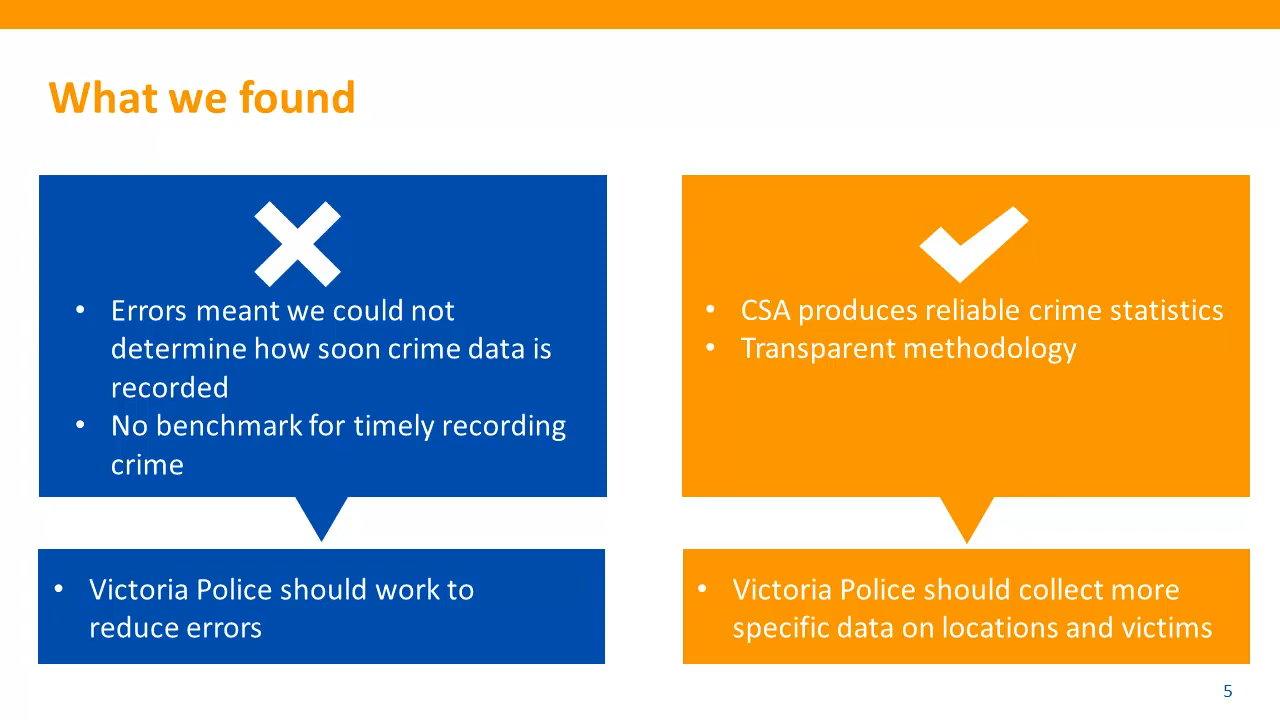 What we found
• Errors meant we could not
determine how soon crime data is
recorded
• No benchmark for timely recording
crime
• CSA produces reliable crime statistics
• Transparent methodology
• Victoria Police should work to
reduce errors
• Victoria Police should collect more
specific data on locations and victims
5